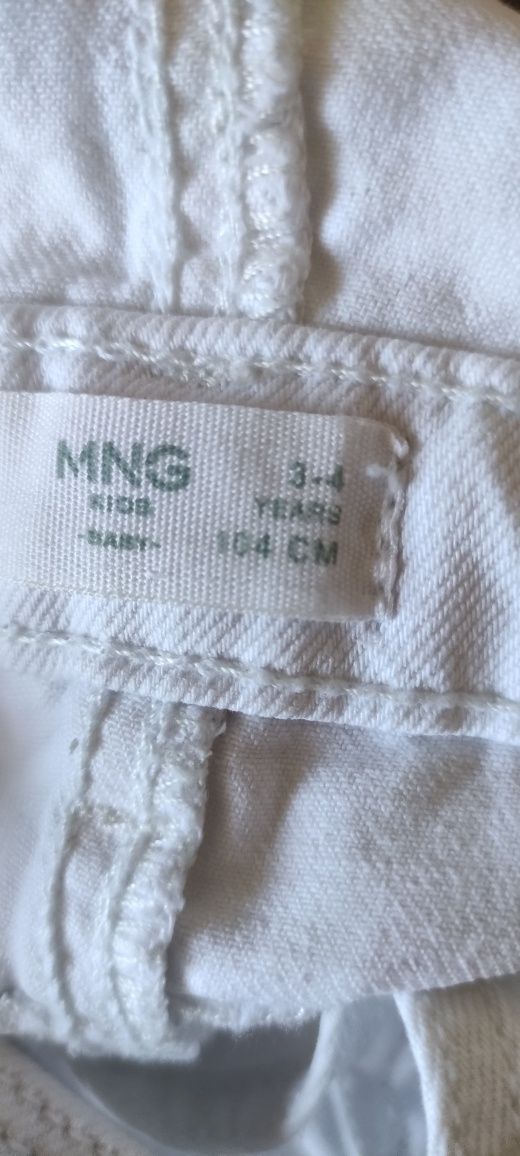 MNG
KIDS
-BABY-
3-4
YEARS
104 CM